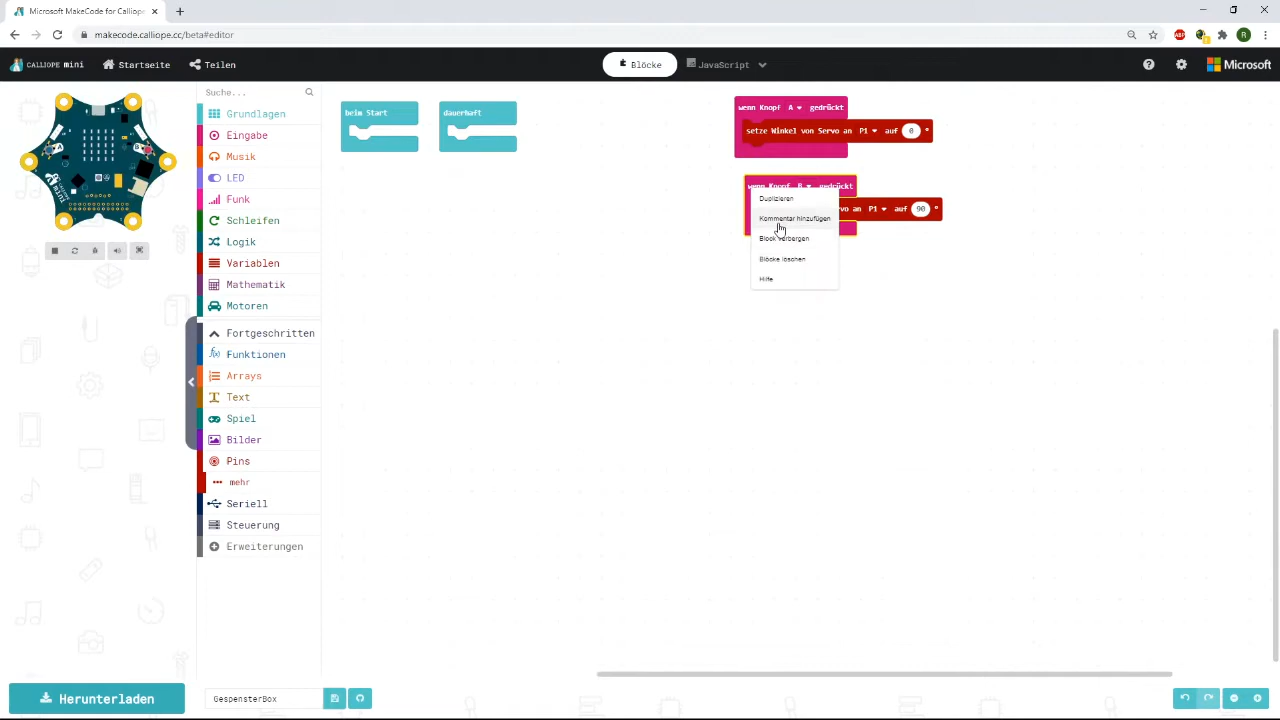 Microsoft MakeCode for Calliope
makecode.calliope.cc/beta#editor
ABP
R
CALLIOPE mini
Startseite
Teilen
Blöcke
JavaScript
Microsoft
Suche...
Grundlagen
Eingabe
Musik
LED
Funk
Schleifen
Logik
Variablen
Mathematik
Motoren
Fortgeschritten
Funktionen
Arrays
Text
Spiel
Bilder
Pins
mehr
Seriell
Steuerung
Erweiterungen
A
B
beim Start
dauerhaft
wenn Knopf A gedrückt
setze Winkel von Servo an P1 auf 0 °
wenn Knopf B gedrückt
vo an P1 auf 90 °
Duplizieren
Kommentar hinzufügen
Block verbergen
Blöcke löschen
Hilfe
Herunterladen
GespensterBox